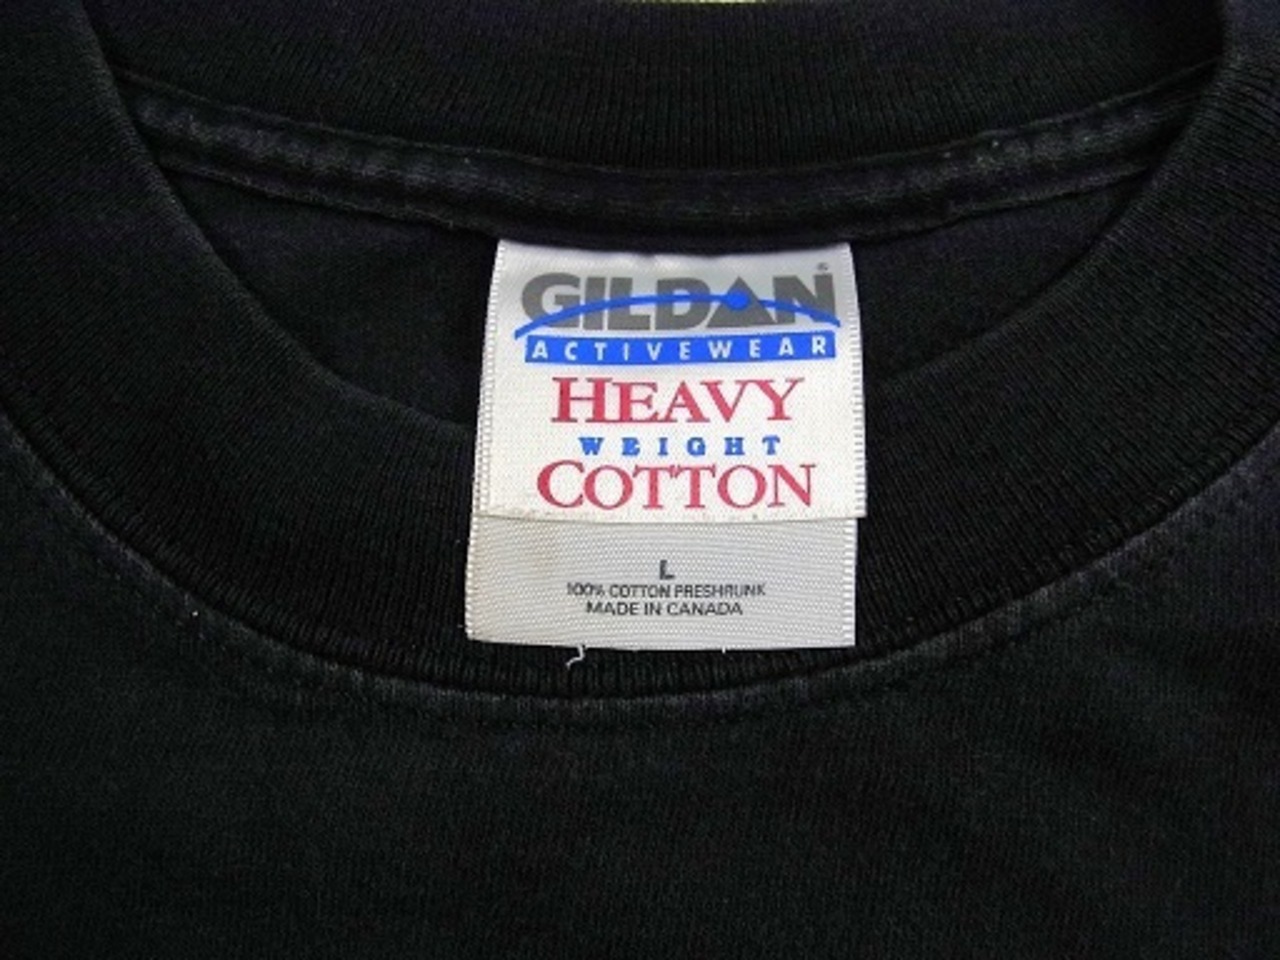 GILDAN®
ACTIVEWEAR
HEAVY
WEIGHT
COTTON
L
100% COTTON PRESHRUNK
MADE IN CANADA